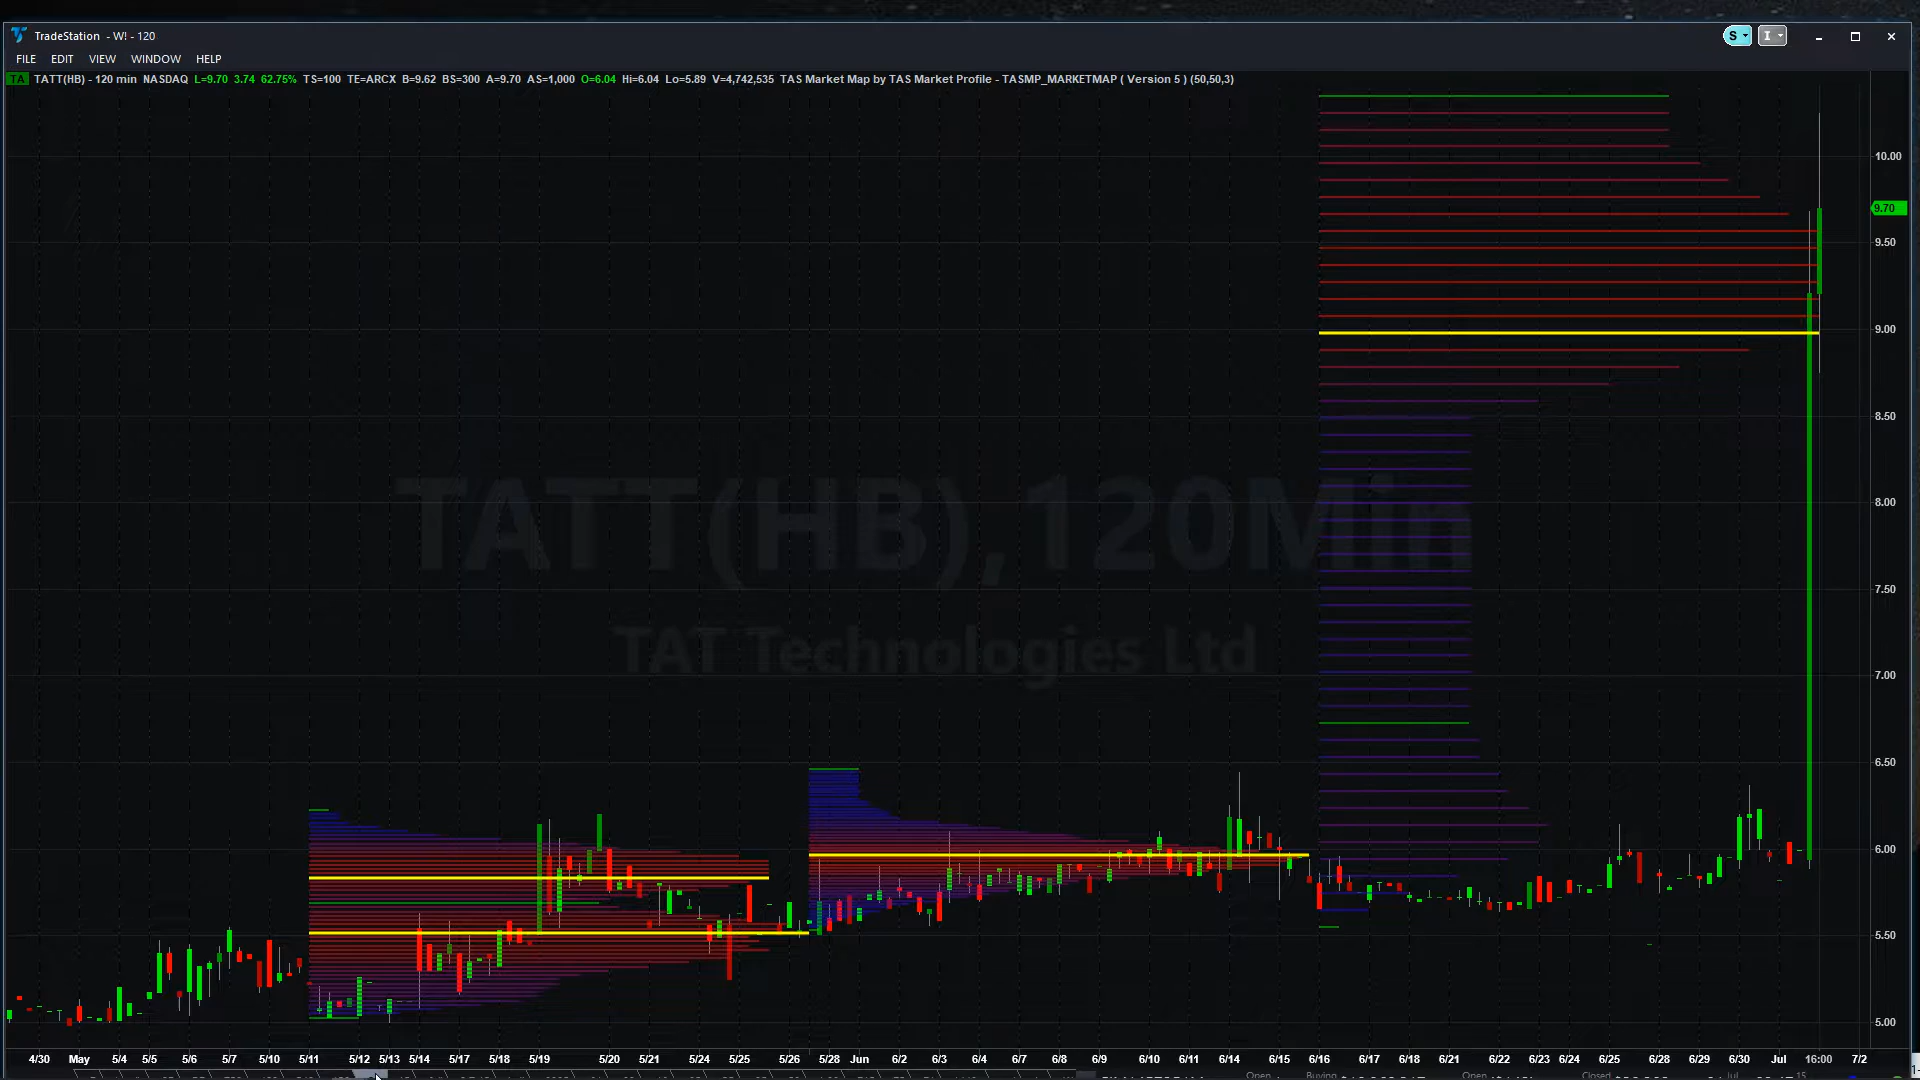 TradeStation - W! - 120
S I
FILE EDIT VIEW WINDOW HELP
TA TATT(HB) - 120 min NASDAQ L=9.70 3.74 62.75% TS=100 TE=ARCX B=9.62 BS=300 A=9.70 AS=1,000 O=6.04 Hi=6.04 Lo=5.89 V=4,742,535 TAS Market Map by TAS Market Profile - TASMP_MARKETMAP ( Version 5 ) (50,50,3)
10.00
9.70
9.50
9.00
8.50
8.00
7.50
7.00
6.50
6.00
5.50
5.00
TATT(HB),120Min
TAT Technologies Ltd
4/30 May 5/4 5/5 5/6 5/7 5/10 5/11 5/12 5/13 5/14 5/17 5/18 5/19 5/20 5/21 5/24 5/25 5/26 5/28 Jun 6/2 6/3 6/4 6/7 6/8 6/9 6/10 6/11 6/14 6/15 6/16 6/17 6/18 6/21 6/22 6/23 6/24 6/25 6/28 6/29 6/30 Jul 16:00 7/2